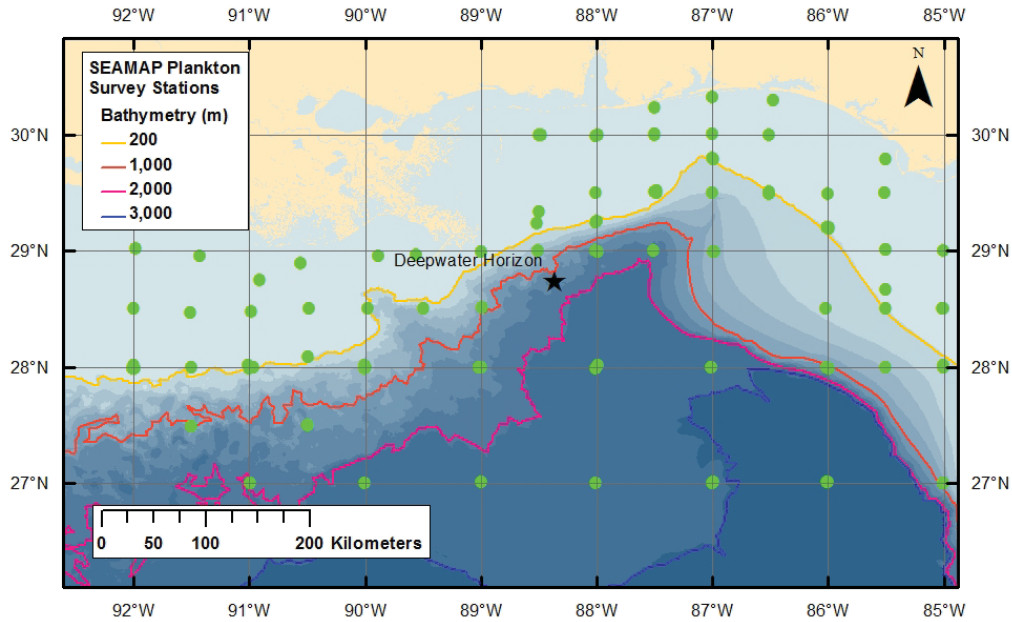 92°W 91°W 90°W 89°W 88°W 87°W 86°W 85°W
SEAMAP Plankton
Survey Stations
Bathymetry (m)
200
1,000
2,000
3,000
N
30°N 30°N
29°N 29°N
Deepwater Horizon
28°N 28°N
27°N 27°N
0 50 100 200 Kilometers
92°W 91°W 90°W 89°W 88°W 87°W 86°W 85°W